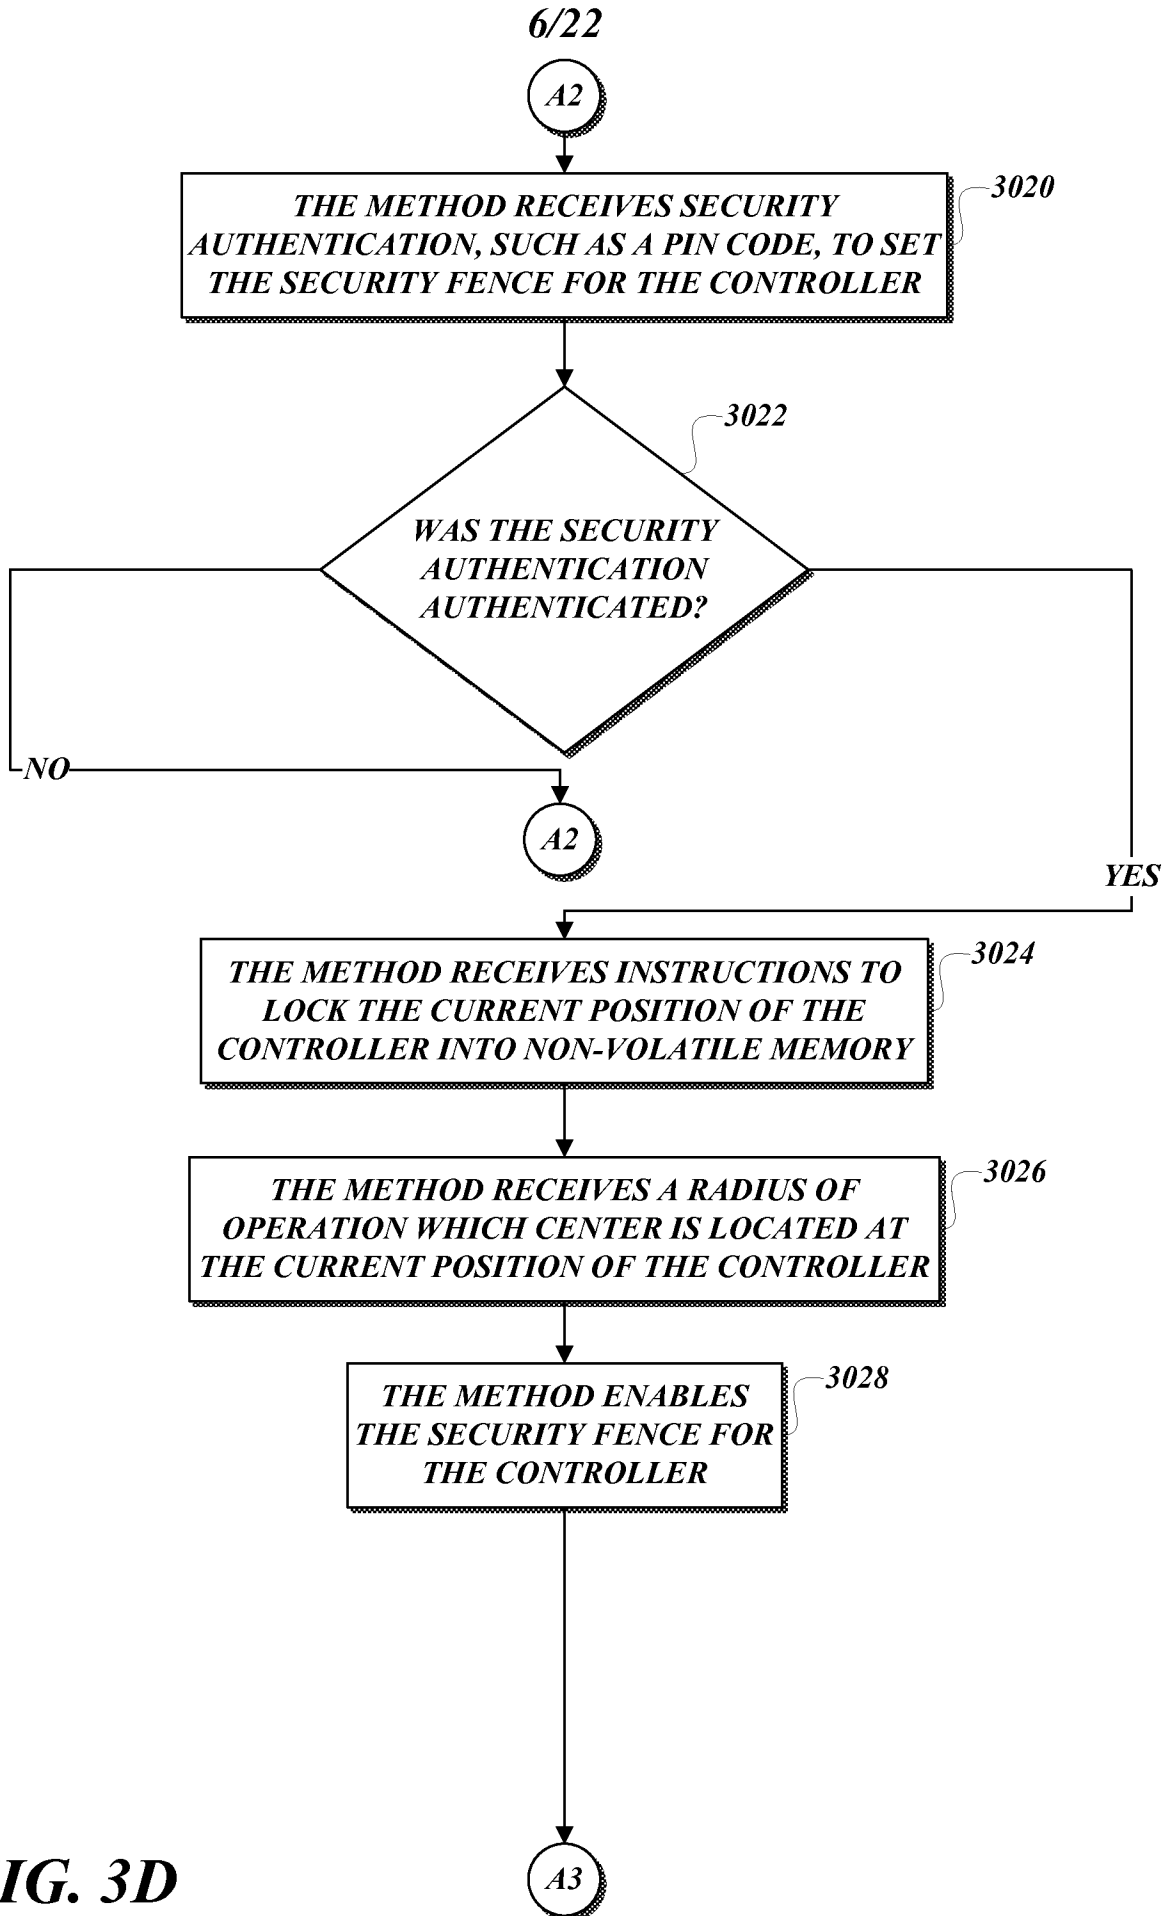 6/22
A2
THE METHOD RECEIVES SECURITY
AUTHENTICATION, SUCH AS A PIN CODE, TO SET
THE SECURITY FENCE FOR THE CONTROLLER
3020
3022
WAS THE SECURITY
AUTHENTICATION
AUTHENTICATED?
NO
A2
YES
THE METHOD RECEIVES INSTRUCTIONS TO
LOCK THE CURRENT POSITION OF THE
CONTROLLER INTO NON-VOLATILE MEMORY
3024
THE METHOD RECEIVES A RADIUS OF
OPERATION WHICH CENTER IS LOCATED AT
THE CURRENT POSITION OF THE CONTROLLER
3026
THE METHOD ENABLES
THE SECURITY FENCE FOR
THE CONTROLLER
3028
A3
IG. 3D